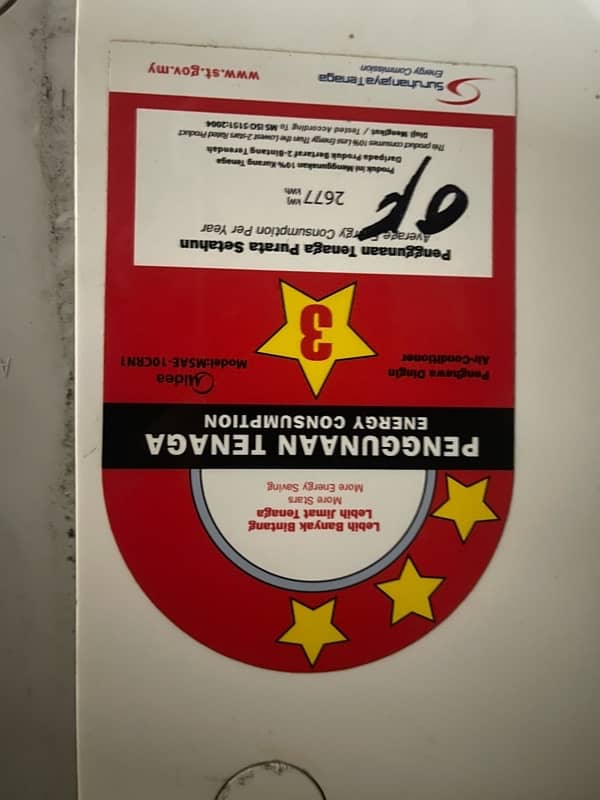 Lebih Banyak Bintang
Lebih Jimat Tenaga
More Stars
More Energy Saving
PENGGUNAAN TENAGA
ENERGY CONSUMPTION
Penghawa Dingin
Air-Conditioner
3
Midea
Model:MSAE-10CRN1
Penggunaan Tenaga Purata Setahun
Average Energy Consumption Per Year
2677 kWj
kWh
Produk ini Menggunakan 10% Kurang Tenaga
Daripada Produk Bertaraf 2-Bintang Terendah
This product consumes 10% Less Energy Than the Lowest 2-stars Rated Product
Diuji Mengikut / Tested According To MS ISO 5151:2004
Suruhanjaya Tenaga
Energy Commission
www.st.gov.my